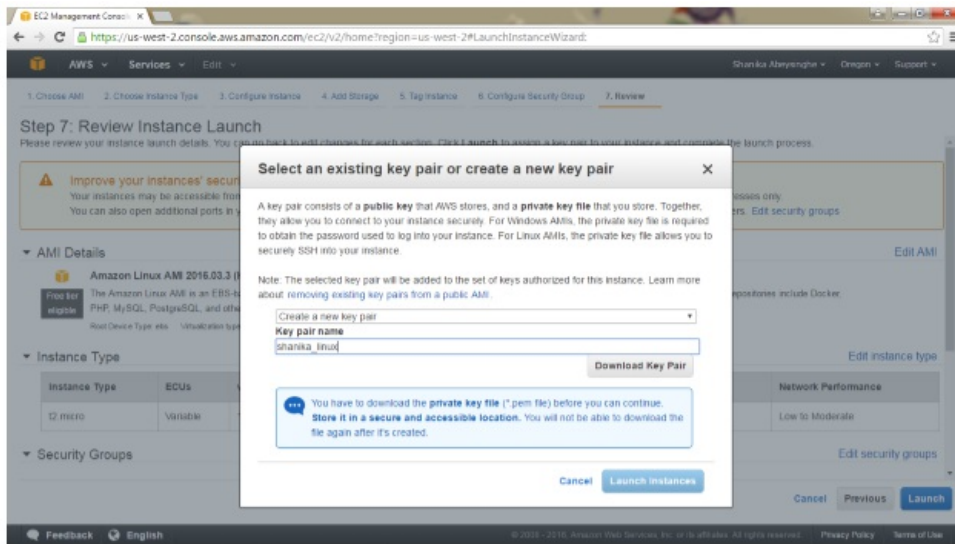 EC2 Management Consol
https://us-west-2.console.aws.amazon.com/ec2/v2/home?region=us-west-2#LaunchInstanceWizard:
AWS Services Edit Shanika Abeysinghe Oregon Support
1. Choose AMI 2. Choose Instance Type 3. Configure Instance 4. Add Storage 5. Tag Instance 6. Configure Security Group 7. Review
Step 7: Review Instance Launch
Please review your instance launch details. You can go back to edit changes for each section. Click Launch to assign a key pair to your instance and complete the launch process.
Improve your instances' secur
Your instances may be accessible from
You can also open additional ports in y
esses only.
ers. Edit security groups
AMI Details Edit AMI
Amazon Linux AMI 2016.03.3 (H
Free tier
eligible
The Amazon Linux AMI is an EBS-ba
PHP, MySQL, PostgreSQL, and othe
epositories include Docker,
Root Device Type: ebs Virtualization type
Instance Type Edit instance type
Instance Type ECUs Network Performance
t2.micro Variable Low to Moderate
Security Groups Edit security groups
Select an existing key pair or create a new key pair
A key pair consists of a public key that AWS stores, and a private key file that you store. Together,
they allow you to connect to your instance securely. For Windows AMIs, the private key file is required
to obtain the password used to log into your instance. For Linux AMIs, the private key file allows you to
securely SSH into your instance.
Note: The selected key pair will be added to the set of keys authorized for this instance. Learn more
about removing existing key pairs from a public AMI.
Create a new key pair
Key pair name
shanika_linux
Download Key Pair
You have to download the private key file (*.pem file) before you can continue.
Store it in a secure and accessible location. You will not be able to download the
file again after it's created.
Cancel Launch Instances
Cancel Previous Launch
Feedback English © 2008 - 2016, Amazon Web Services, Inc. or its affiliates. All rights reserved. Privacy Policy Terms of Use